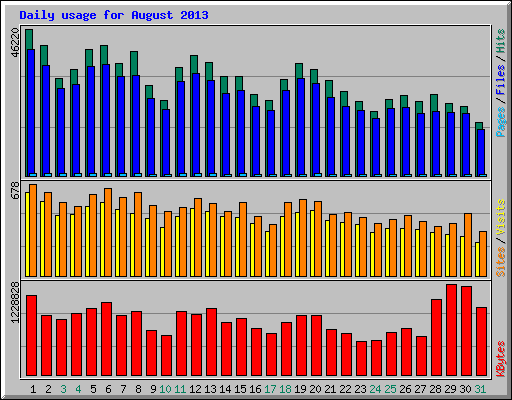 Daily usage for August 2013
46220
Pages / Files / Hits
678
Sites / Visits
1228828
KBytes
1 2 3 4 5 6 7 8 9 10 11 12 13 14 15 16 17 18 19 20 21 22 23 24 25 26 27 28 29 30 31